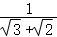 1
√3 + √2